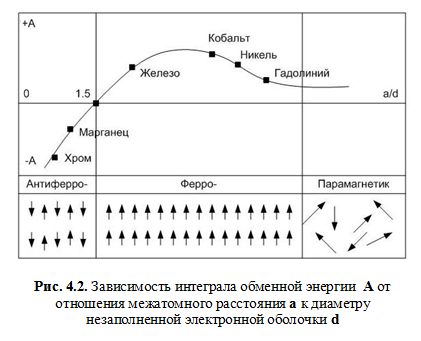 +A
Кобальт
Никель
Железо
Гадолиний
0
1.5
a/d
Марганец
-A
Хром
Антиферро-
Ферро-
Парамагнетик
Рис. 4.2. Зависимость интеграла обменной энергии А от
отношения межатомного расстояния a к диаметру
незаполненной электронной оболочки d